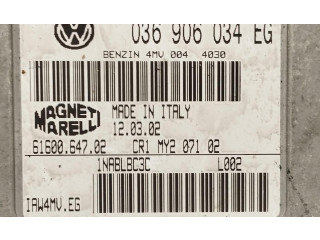 036 906 034 EG
BENZIN 4MV 004 4030
MAGNETI MARELLI
MADE IN ITALY
12.03.02
61600.647.02 CR1 MY2 071 02
1NABLBC3C L002
IAW4MV.EG